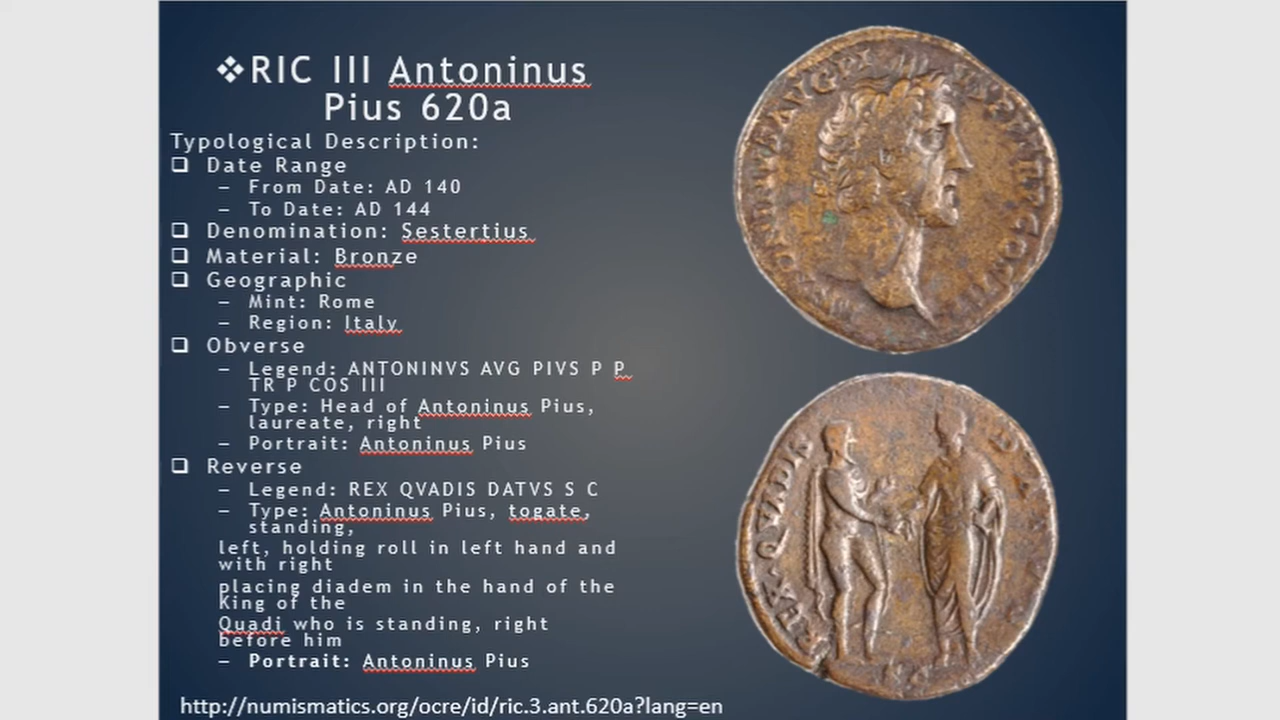 ❖RIC III Antoninus
Pius 620a
Typological Description:
❑ Date Range
– From Date: AD 140
– To Date: AD 144
❑ Denomination: Sestertius
❑ Material: Bronze
❑ Geographic
– Mint: Rome
– Region: Italy
❑ Obverse
– Legend: ANTONINVS AVG PIVS P P
TR P COS III
– Type: Head of Antoninus Pius,
laureate, right
– Portrait: Antoninus Pius
❑ Reverse
– Legend: REX QVADIS DATVS S C
– Type: Antoninus Pius, togate,
standing,
left, holding roll in left hand and
with right
placing diadem in the hand of the
King of the
Quadi who is standing, right
before him
– Portrait: Antoninus Pius
http://numismatics.org/ocre/id/ric.3.ant.620a?lang=en
REX·QVADIS